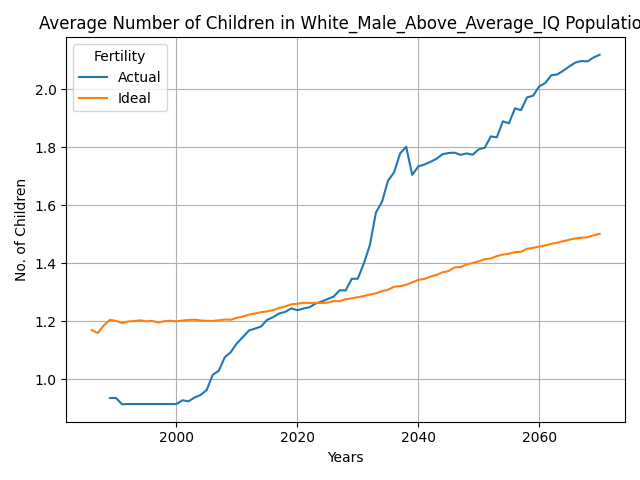 Average Number of Children in White_Male_Above_Average_IQ Populatio
Fertility
Actual
Ideal
No. of Children
2.0
1.8
1.6
1.4
1.2
1.0
2000 2020 2040 2060
Years